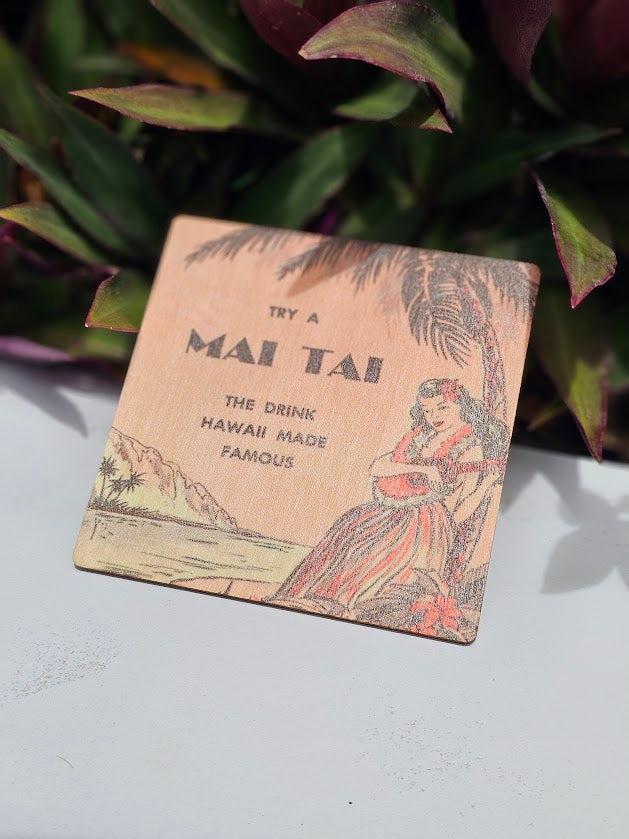 TRY A
MAI TAI
THE DRINK
HAWAII MADE
FAMOUS